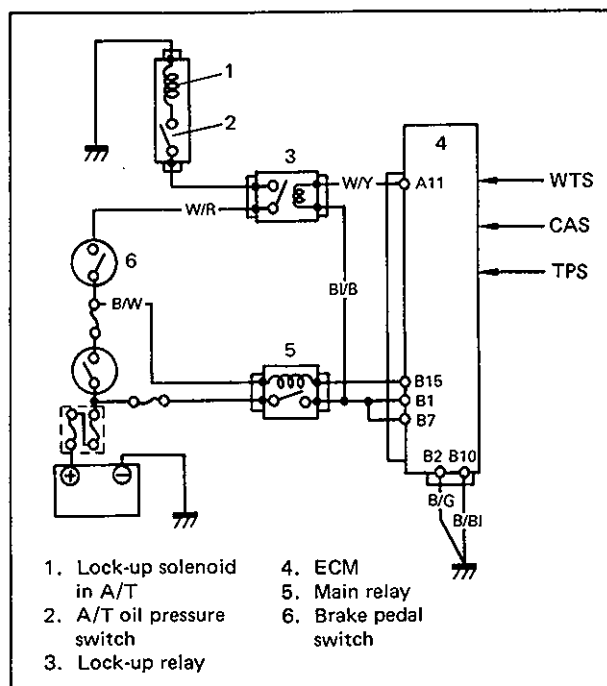 1
2
3
4
W/Y
A11
WTS
W/R
CAS
6
TPS
B/W
Bl/B
5
B15
B1
B7
B2 B10
B/G
B/Bl
1. Lock-up solenoid
in A/T
2. A/T oil pressure
switch
3. Lock-up relay
4. ECM
5. Main relay
6. Brake pedal
switch